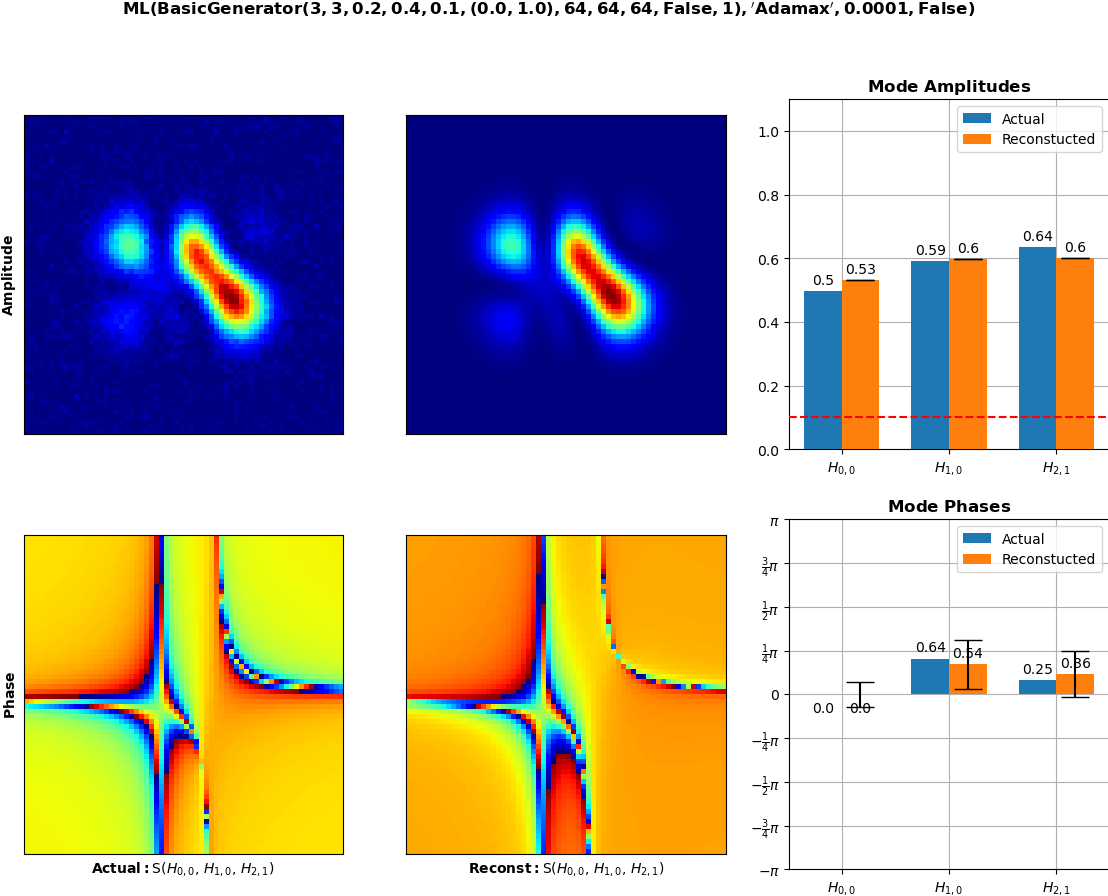 ML(BasicGenerator(3, 3, 0.2, 0.4, 0.1, (0.0, 1.0), 64, 64, 64, False, 1), ′Adamax′, 0.0001, False)
Amplitude
Mode Amplitudes
Actual
Reconstucted
1.0
0.8
0.6
0.4
0.2
0.0
0.5
0.53
0.59
0.6
0.64
0.6
H0,0
H1,0
H2,1
Phase
Actual: S(H0,0, H1,0, H2,1)
Reconst: S(H0,0, H1,0, H2,1)
Mode Phases
Actual
Reconstucted
π
3/4π
1/2π
1/4π
0
−1/4π
−1/2π
−3/4π
−π
0.0
0.0
0.64
0.54
0.25
0.36
H0,0
H1,0
H2,1